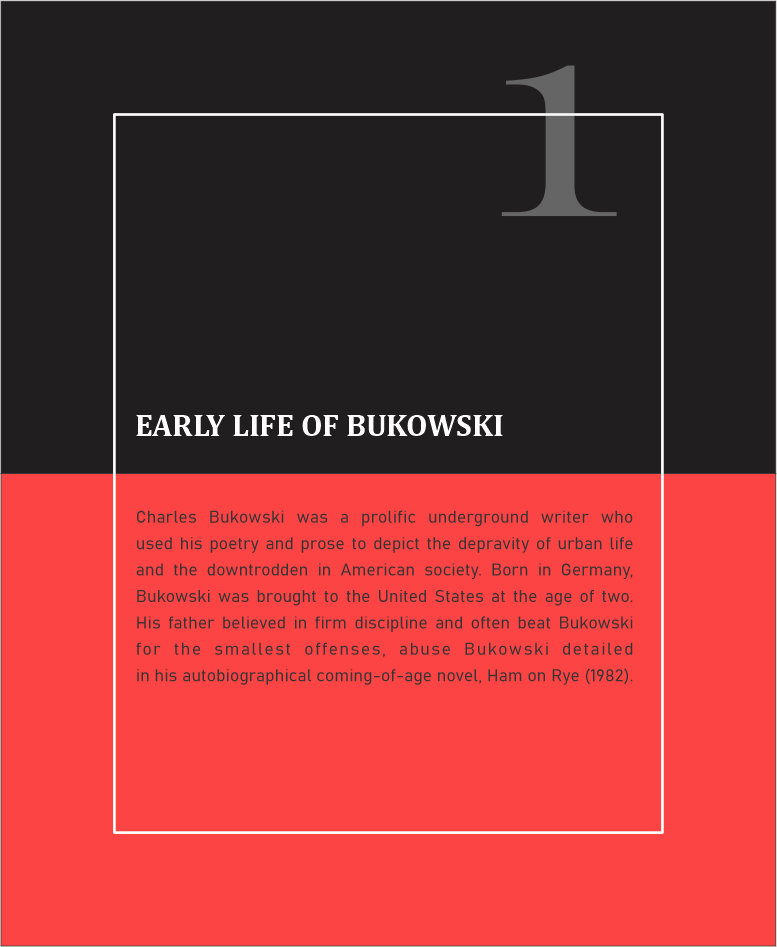 1
EARLY LIFE OF BUKOWSKI
Charles Bukowski was a prolific underground writer who
used his poetry and prose to depict the depravity of urban life
and the downtrodden in American society. Born in Germany,
Bukowski was brought to the United States at the age of two.
His father believed in firm discipline and often beat Bukowski
for the smallest offenses, abuse Bukowski detailed
in his autobiographical coming-of-age novel, Ham on Rye (1982).